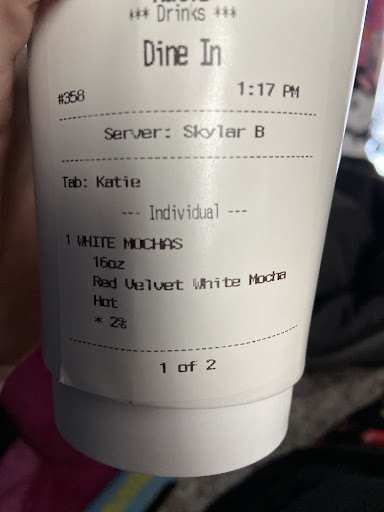 *** Drinks ***
Dine In
#358 1:17 PM
Server: Skylar B
Tab: Katie
--- Individual ---
1 WHITE MOCHAS
16oz
Red Velvet White Mocha
Hot
* 2%
1 of 2